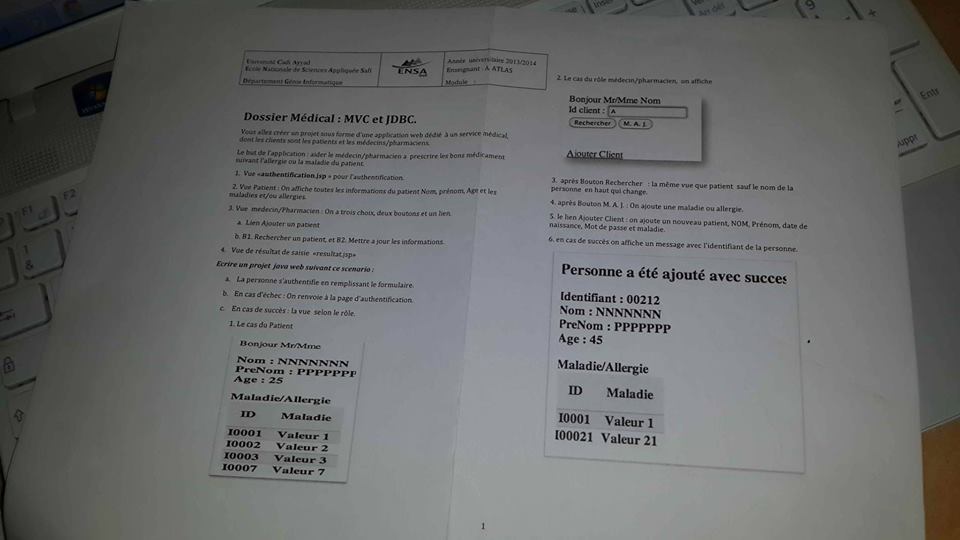 Université Cadi Ayyad
Ecole Nationale de Sciences Appliquée Safi
Département Génie Informatique
ENSA
Année universitaire 2013/2014
Enseignant : A ATLAS
Module :
Dossier Médical : MVC et JDBC.
Vous allez créer un projet sous forme d'une application web dédié à un service médical,
dont les clients sont les patients et les médecins/pharmaciens.
Le but de l'application : aider le médecin/pharmacien a prescrire les bons médicament
suivant l'allergie ou la maladie du patient.
1. Vue «authentification.jsp » pour l'authentification.
2. Vue Patient : On affiche toutes les informations du patient Nom, prénom, Age et les
maladies et/ou allergies.
3. Vue medecin/Pharmacien : On a trois choix, deux boutons et un lien.
a. Lien Ajouter un patient
b. B1. Rechercher un patient, et B2. Mettre a jour les informations.
4. Vue de résultat de saisie «resultat.jsp»
Ecrire un projet java web suivant ce scenario :
a. La personne s'authentifie en remplissant le formulaire.
b. En cas d'échec : On renvoie à la page d'authentification.
c. En cas de succès : la vue selon le rôle.
1. Le cas du Patient
Bonjour Mr/Mme
Nom : NNNNNNN
PreNom : PPPPPPP
Age : 25
Maladie/Allergie
ID Maladie
I0001 Valeur 1
I0002 Valeur 2
I0003 Valeur 3
I0007 Valeur 7
2. Le cas du rôle médecin/pharmacien, on affiche
Bonjour Mr/Mme Nom
Id client : A
Rechercher M. A. J.
Ajouter Client
3. après Bouton Rechercher : la même vue que patient sauf le nom de la
personne en haut qui change.
4. après Bouton M. A. J. : On ajoute une maladie ou allergie.
5. le lien Ajouter Client : on ajoute un nouveau patient, NOM, Prénom, date de
naissance, Mot de passe et maladie.
6. en cas de succès on affiche un message avec l'identifiant de la personne.
Personne a été ajouté avec succes
Identifiant : 00212
Nom : NNNNNNN
PreNom : PPPPPPP
Age : 45
Maladie/Allergie
ID Maladie
I0001 Valeur 1
I00021 Valeur 21
1
F1
F2
&
1
9
Entr
Suppr